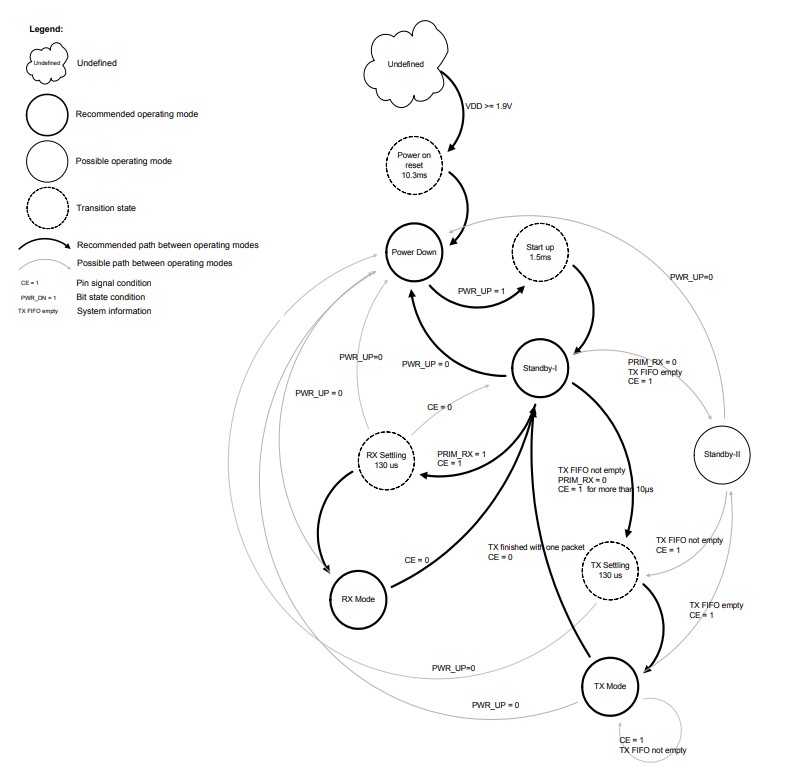 Legend:
Undefined
Undefined
Recommended operating mode
Possible operating mode
Transition state
Recommended path between operating modes
Possible path between operating modes
CE = 1
Pin signal condition
PWR_DN = 1
Bit state condition
TX FIFO empty
System information
Undefined
VDD >= 1.9V
Power on
reset
10.3ms
Power Down
Start up
1.5ms
PWR_UP=0
PWR_UP = 1
PWR_UP=0
PWR_UP = 0
Standby-I
PRIM_RX = 0
TX FIFO empty
CE = 1
PWR_UP = 0
CE = 0
RX Settling
130 us
PRIM_RX = 1
CE = 1
Standby-II
TX FIFO not empty
PRIM_RX = 0
CE = 1 for more than 10µs
TX FIFO not empty
CE = 1
TX finished with one packet
CE = 0
CE = 0
TX Settling
130 us
RX Mode
TX FIFO empty
CE = 1
PWR_UP=0
TX Mode
PWR_UP = 0
CE = 1
TX FIFO not empty